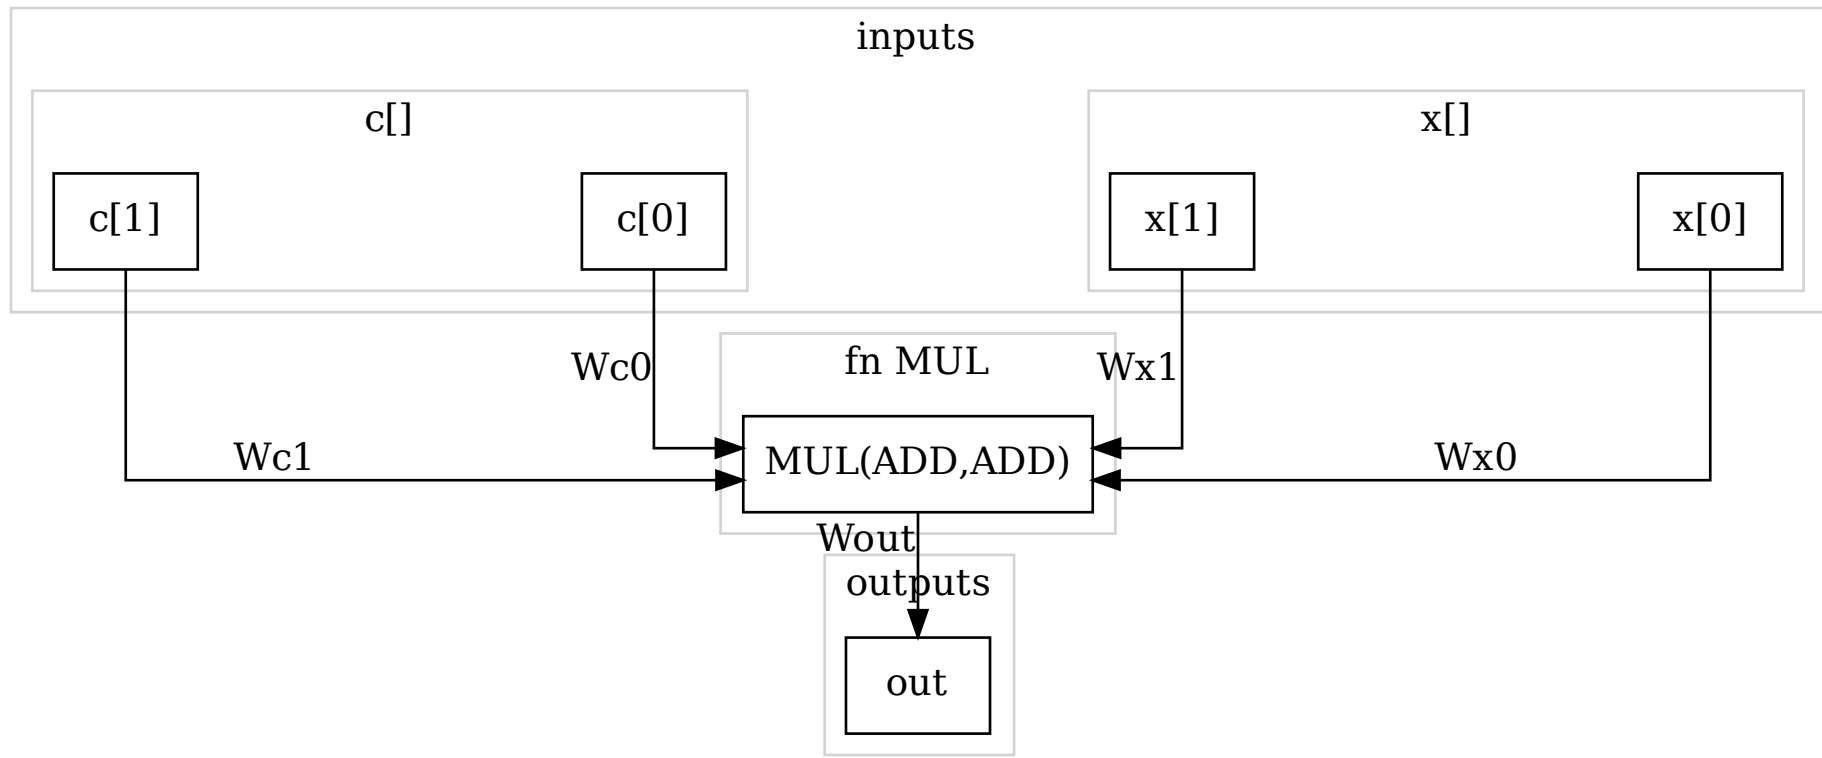 inputs
c[]
x[]
c[1]
c[0]
x[1]
x[0]
Wc0
fn MUL
Wx1
Wc1
MUL(ADD,ADD)
Wx0
Wout
outputs
out